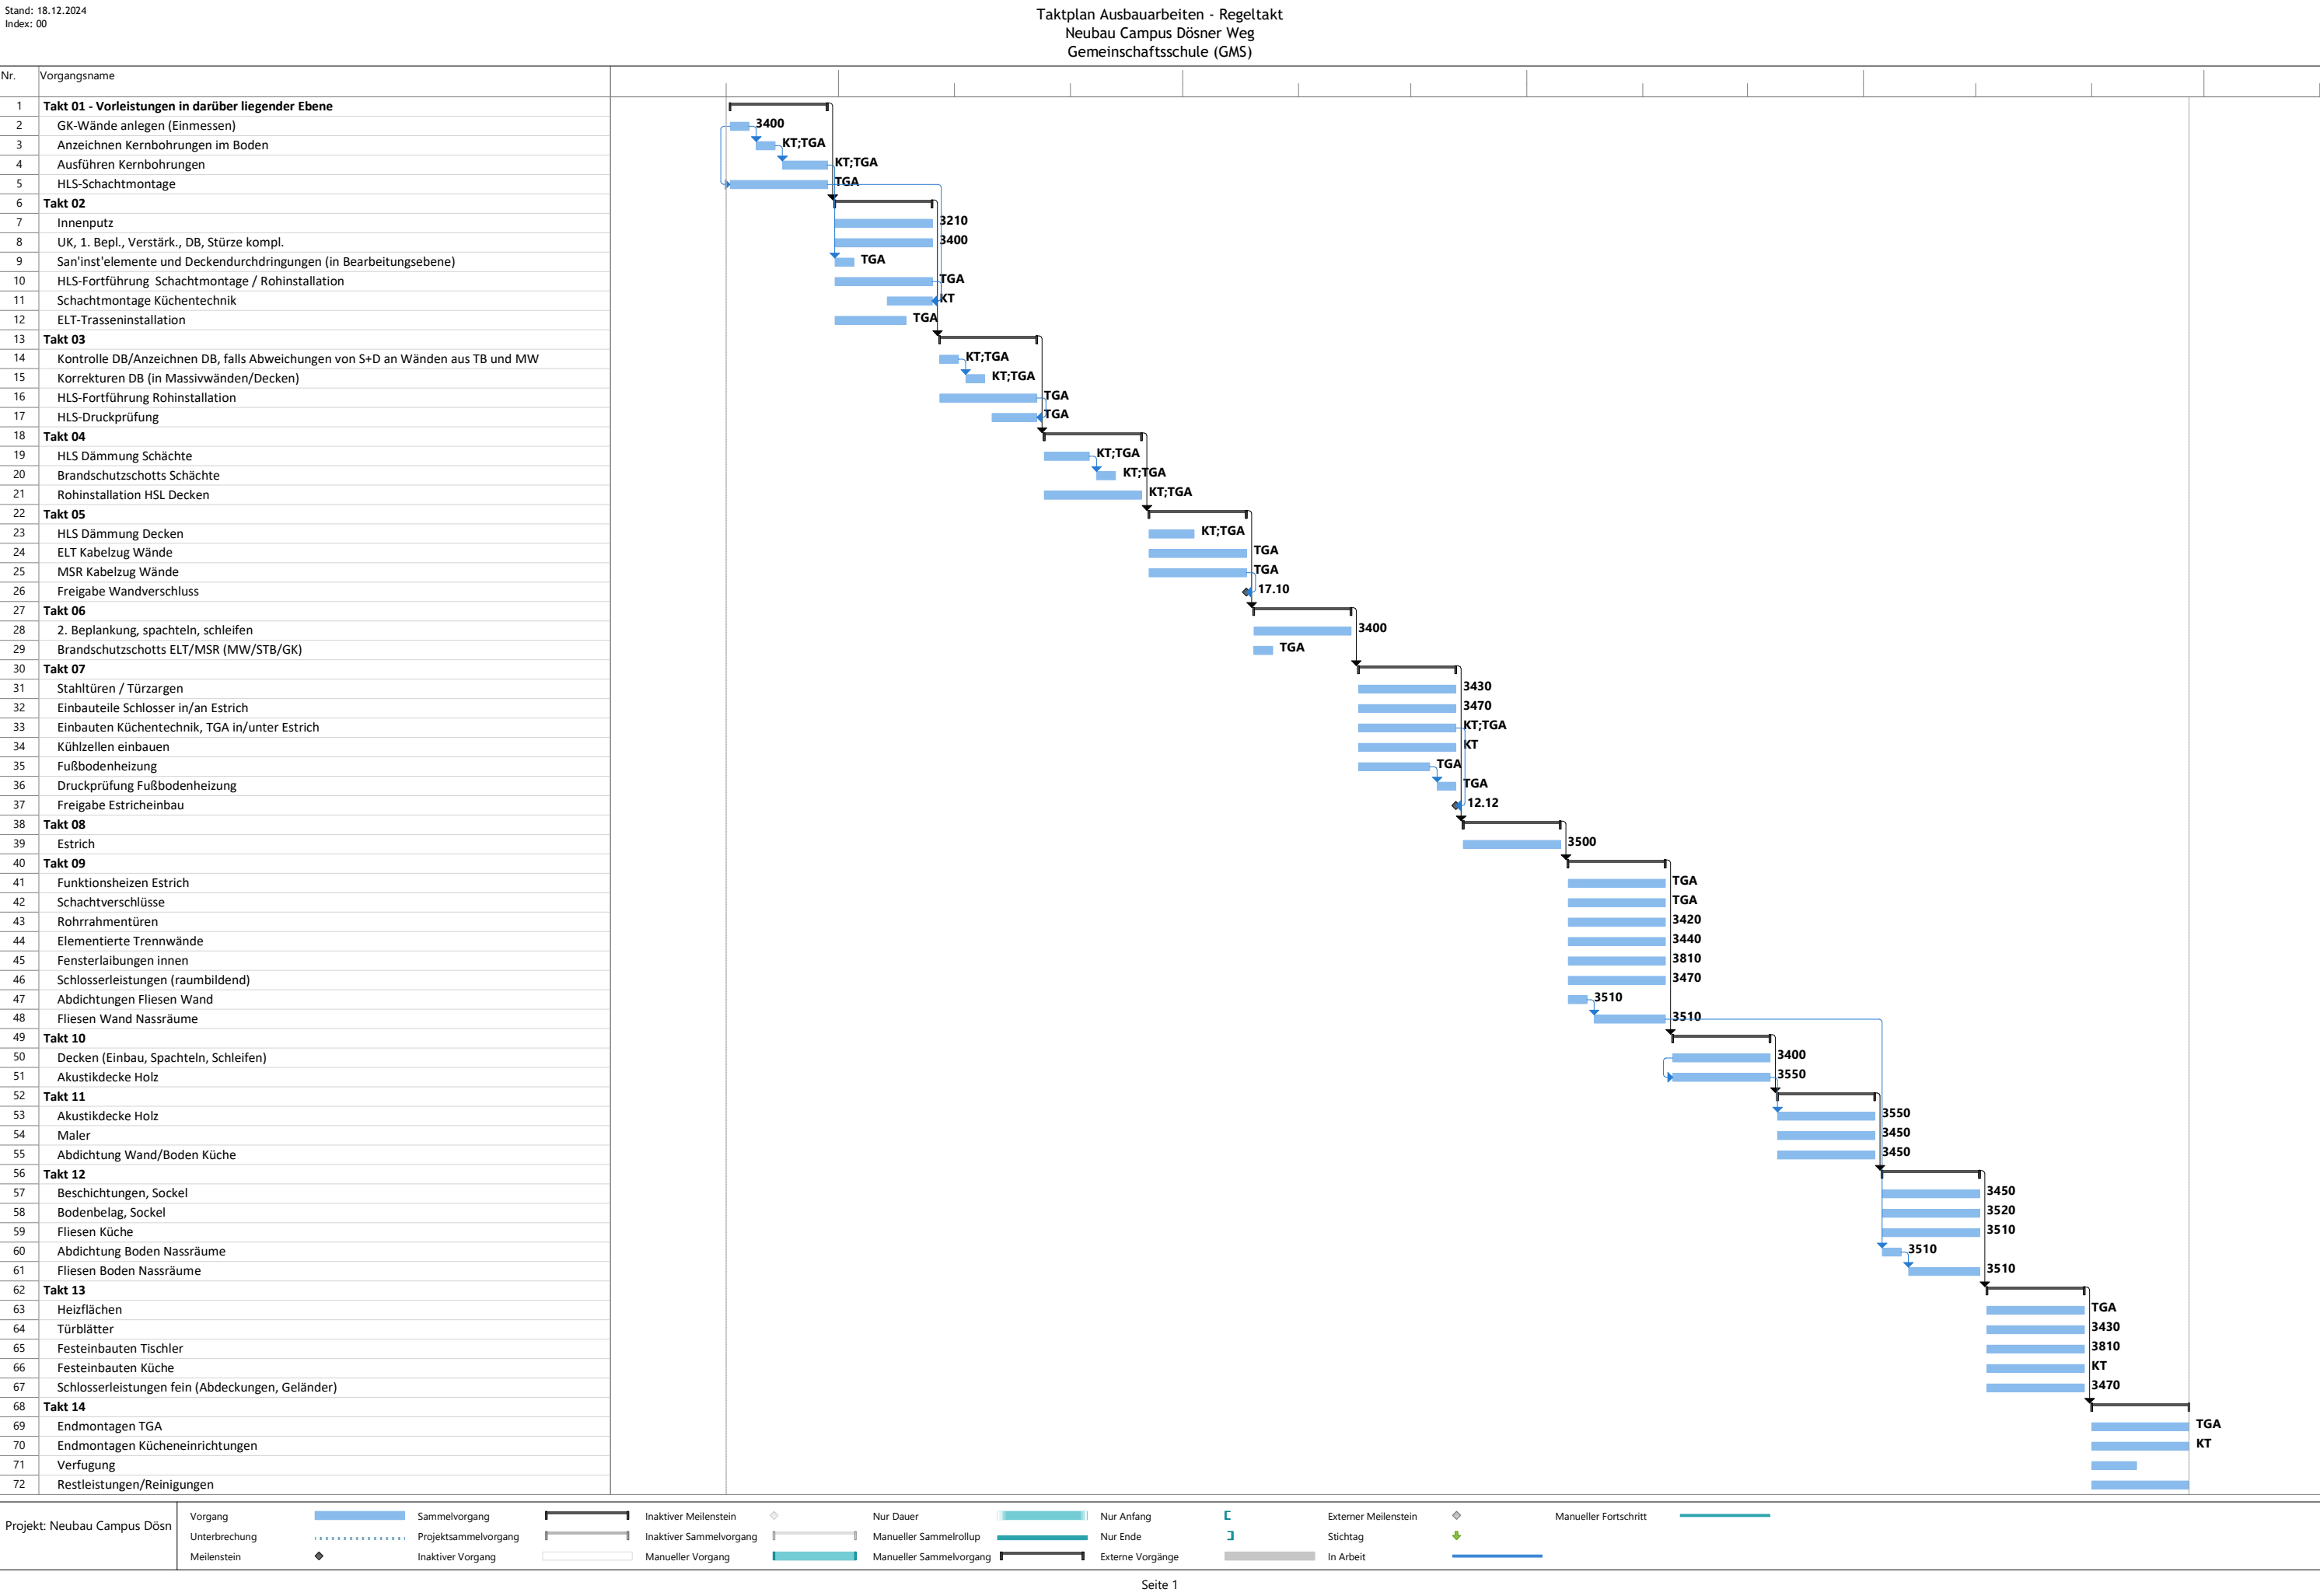 Stand: 18.12.2024
Index: 00
Taktplan Ausbauarbeiten - Regeltakt
Neubau Campus Dösner Weg
Gemeinschaftsschule (GMS)
Nr. Vorgangsname
1 Takt 01 - Vorleistungen in darüber liegender Ebene
2 GK-Wände anlegen (Einmessen) 3400
3 Anzeichnen Kernbohrungen im Boden KT;TGA
4 Ausführen Kernbohrungen KT;TGA
5 HLS-Schachtmontage TGA
6 Takt 02
7 Innenputz 3210
8 UK, 1. Bepl., Verstärk., DB, Stürze kompl. 3400
9 San'inst'elemente und Deckendurchdringungen (in Bearbeitungsebene) TGA
10 HLS-Fortführung Schachtmontage / Rohinstallation TGA
11 Schachtmontage Küchentechnik KT
12 ELT-Trasseninstallation TGA
13 Takt 03
14 Kontrolle DB/Anzeichnen DB, falls Abweichungen von S+D an Wänden aus TB und MW KT;TGA
15 Korrekturen DB (in Massivwänden/Decken) KT;TGA
16 HLS-Fortführung Rohinstallation TGA
17 HLS-Druckprüfung TGA
18 Takt 04
19 HLS Dämmung Schächte KT;TGA
20 Brandschutzschotts Schächte KT;TGA
21 Rohinstallation HSL Decken KT;TGA
22 Takt 05
23 HLS Dämmung Decken KT;TGA
24 ELT Kabelzug Wände TGA
25 MSR Kabelzug Wände TGA
26 Freigabe Wandverschluss 17.10
27 Takt 06
28 2. Beplankung, spachteln, schleifen 3400
29 Brandschutzschotts ELT/MSR (MW/STB/GK) TGA
30 Takt 07
31 Stahltüren / Türzargen 3430
32 Einbauteile Schlosser in/an Estrich 3470
33 Einbauten Küchentechnik, TGA in/unter Estrich KT;TGA
34 Kühlzellen einbauen KT
35 Fußbodenheizung TGA
36 Druckprüfung Fußbodenheizung TGA
37 Freigabe Estricheinbau 12.12
38 Takt 08
39 Estrich 3500
40 Takt 09
41 Funktionsheizen Estrich TGA
42 Schachtverschlüsse TGA
43 Rohrrahmentüren 3420
44 Elementierte Trennwände 3440
45 Fensterlaibungen innen 3810
46 Schlosserleistungen (raumbildend) 3470
47 Abdichtungen Fliesen Wand 3510
48 Fliesen Wand Nassräume 3510
49 Takt 10
50 Decken (Einbau, Spachteln, Schleifen) 3400
51 Akustikdecke Holz 3550
52 Takt 11
53 Akustikdecke Holz 3550
54 Maler 3450
55 Abdichtung Wand/Boden Küche 3450
56 Takt 12
57 Beschichtungen, Sockel 3450
58 Bodenbelag, Sockel 3520
59 Fliesen Küche 3510
60 Abdichtung Boden Nassräume 3510
61 Fliesen Boden Nassräume 3510
62 Takt 13
63 Heizflächen TGA
64 Türblätter 3430
65 Festeinbauten Tischler 3810
66 Festeinbauten Küche KT
67 Schlosserleistungen fein (Abdeckungen, Geländer) 3470
68 Takt 14
69 Endmontagen TGA TGA
70 Endmontagen Kücheneinrichtungen KT
71 Verfugung
72 Restleistungen/Reinigungen
Projekt: Neubau Campus Dösn
Vorgang Sammelvorgang Inaktiver Meilenstein Nur Dauer Nur Anfang Externer Meilenstein Manueller Fortschritt
Unterbrechung Projektsammelvorgang Inaktiver Sammelvorgang Manueller Sammelrollup Nur Ende Stichtag
Meilenstein Inaktiver Vorgang Manueller Vorgang Manueller Sammelvorgang Externe Vorgänge In Arbeit
Seite 1